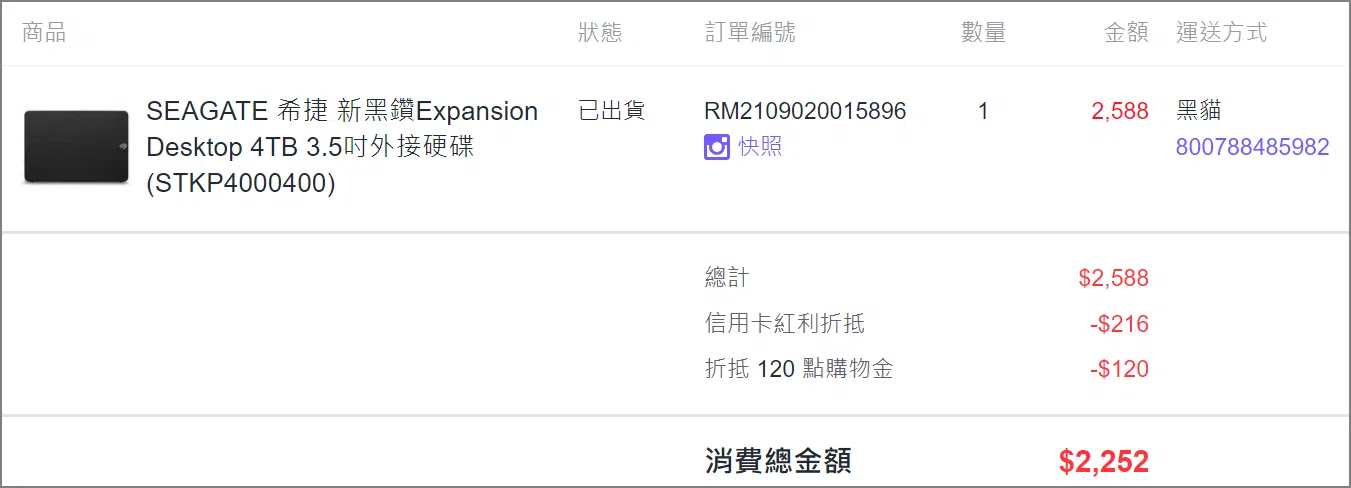 商品 狀態 訂單編號 數量 金額 運送方式
SEAGATE 希捷 新黑鑽Expansion 已出貨 RM2109020015896 1 2,588 黑貓
Desktop 4TB 3.5吋外接硬碟 快照 800788485982
(STKP4000400)
總計 $2,588
信用卡紅利折抵 -$216
折抵 120 點購物金 -$120
消費總金額 $2,252